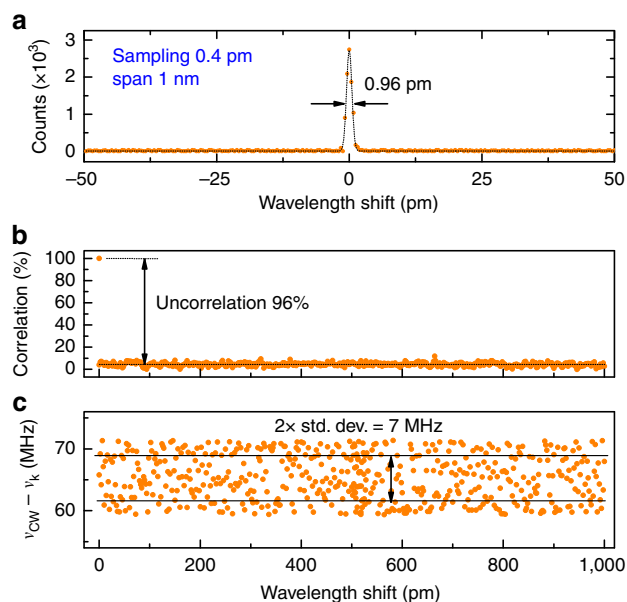 a
Sampling 0.4 pm
span 1 nm
0.96 pm
Counts (×10³)
3
2
1
0
−50
−25
0
25
50
Wavelength shift (pm)
b
Uncorrelation 96%
Correlation (%)
100
80
60
40
20
0
c
2× std. dev. = 7 MHz
νCW − νk (MHz)
70
60
0
200
400
600
800
1,000
Wavelength shift (pm)